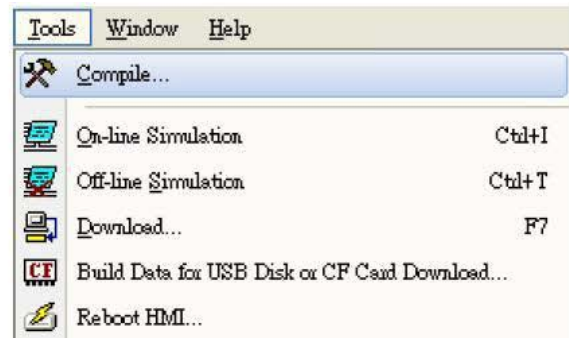 Tools Window Help
Compile...
On-line Simulation Ctrl+I
Off-line Simulation Ctrl+T
Download... F7
CF Build Data for USB Disk or CF Card Download...
Reboot HMI...